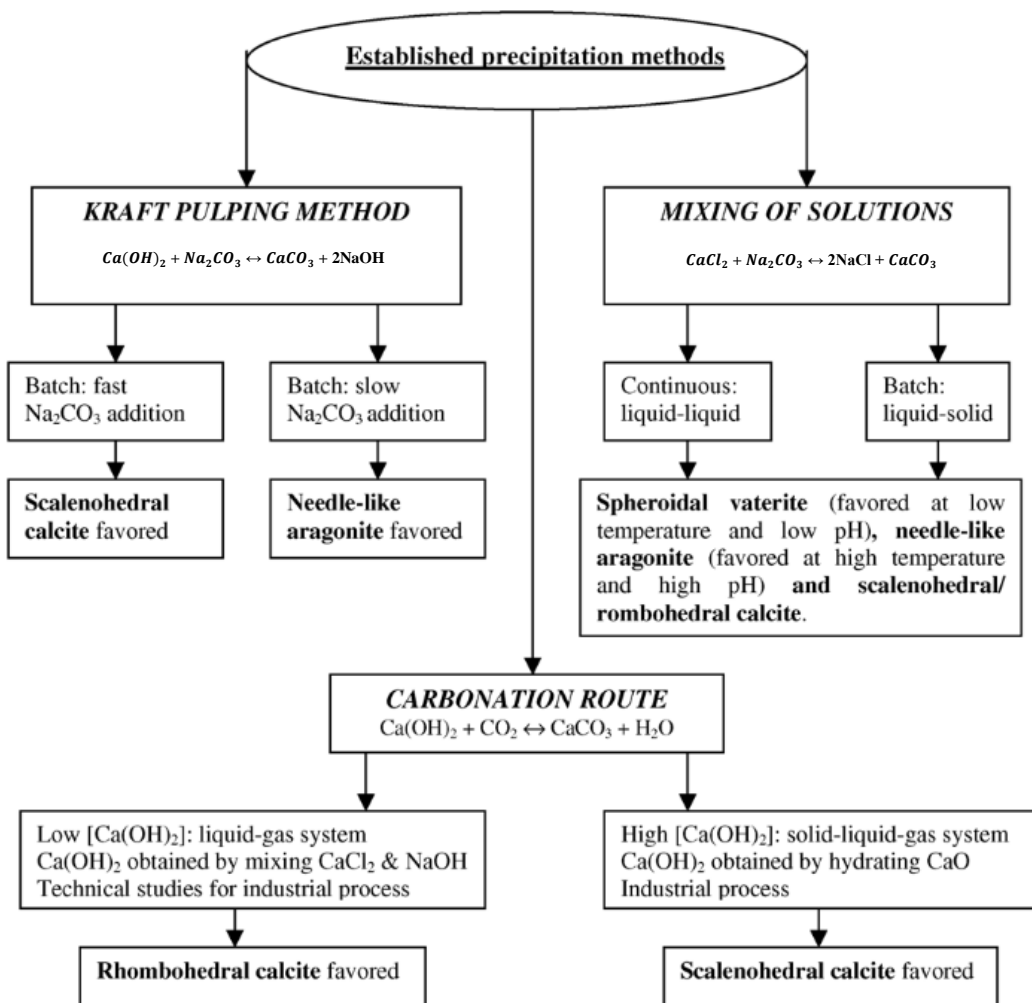 Established precipitation methods
KRAFT PULPING METHOD
Ca(OH)₂ + Na₂CO₃ ↔ CaCO₃ + 2NaOH
MIXING OF SOLUTIONS
CaCl₂ + Na₂CO₃ ↔ 2NaCl + CaCO₃
Batch: fast
Na₂CO₃ addition
Batch: slow
Na₂CO₃ addition
Continuous:
liquid-liquid
Batch:
liquid-solid
Scalenohedral
calcite favored
Needle-like
aragonite favored
Spheroidal vaterite (favored at low
temperature and low pH), needle-like
aragonite (favored at high temperature
and high pH) and scalenohedral/
rombohedral calcite.
CARBONATION ROUTE
Ca(OH)₂ + CO₂ ↔ CaCO₃ + H₂O
Low [Ca(OH)₂]: liquid-gas system
Ca(OH)₂ obtained by mixing CaCl₂ & NaOH
Technical studies for industrial process
High [Ca(OH)₂]: solid-liquid-gas system
Ca(OH)₂ obtained by hydrating CaO
Industrial process
Rhombohedral calcite favored
Scalenohedral calcite favored